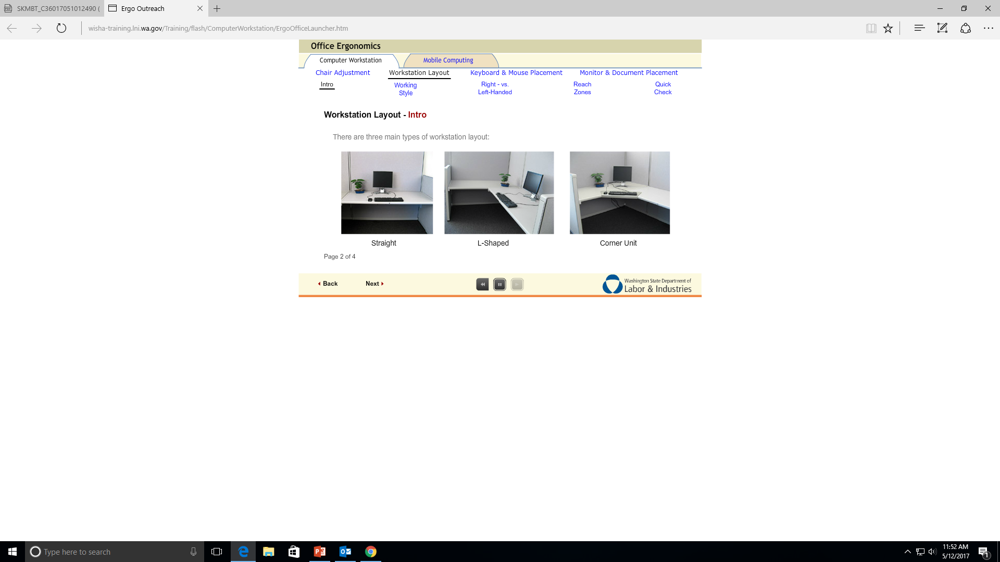 SKMBT_C36017051012490 (
Ergo Outreach
wisha-training.lni.wa.gov/Training/flash/ComputerWorkstation/ErgoOfficeLauncher.htm
Office Ergonomics
Computer Workstation
Mobile Computing
Chair Adjustment
Workstation Layout
Keyboard & Mouse Placement
Monitor & Document Placement
Intro
Working
Style
Right - vs.
Left-Handed
Reach
Zones
Quick
Check
Workstation Layout - Intro
There are three main types of workstation layout:
Straight
L-Shaped
Corner Unit
Page 2 of 4
Back
Next
Washington State Department of
Labor & Industries
Type here to search
11:52 AM
5/12/2017
1